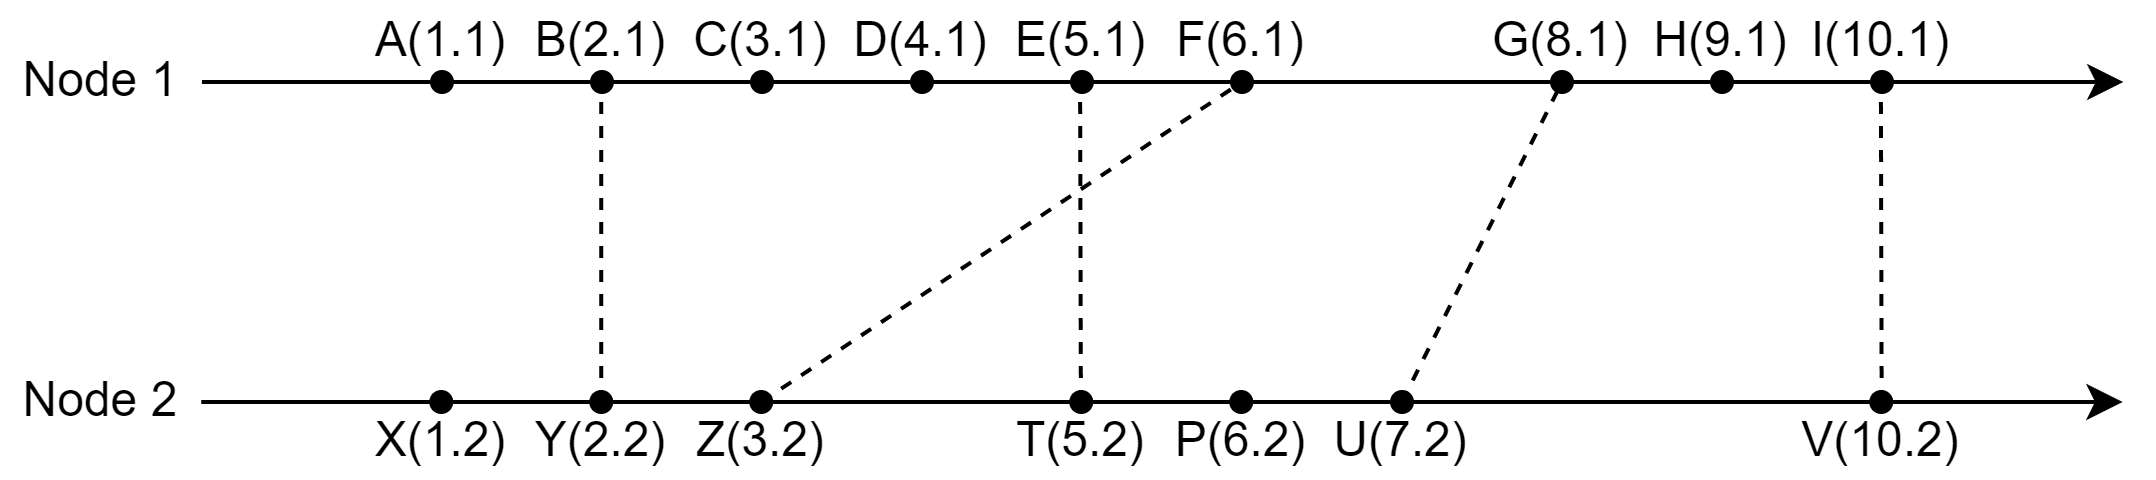 A(1.1) B(2.1) C(3.1) D(4.1) E(5.1) F(6.1) G(8.1) H(9.1) I(10.1)
Node 1
Node 2
X(1.2) Y(2.2) Z(3.2) T(5.2) P(6.2) U(7.2) V(10.2)